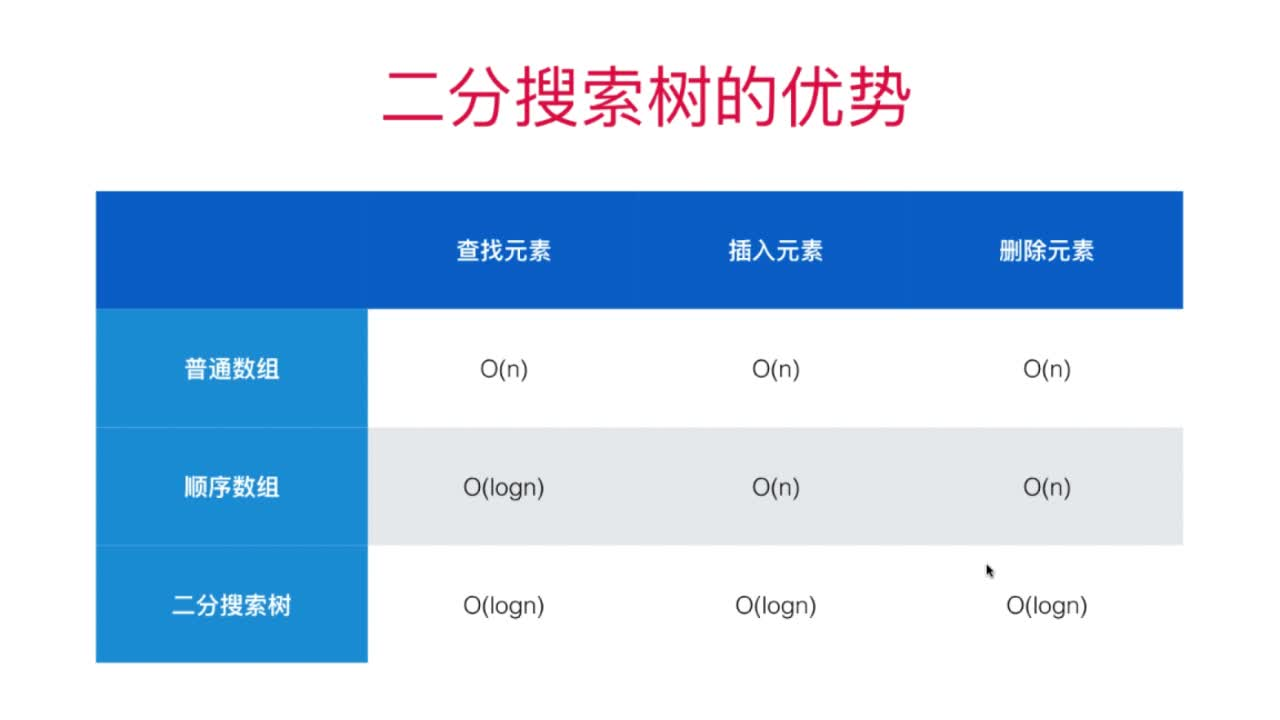 二分搜索树的优势
查找元素 插入元素 删除元素
普通数组 O(n) O(n) O(n)
顺序数组 O(logn) O(n) O(n)
二分搜索树 O(logn) O(logn) O(logn)